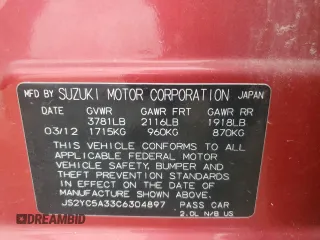 MFD BY SUZUKI MOTOR CORPORATION JAPAN
DATE GVWR GAWR FRT GAWR RR
3781LB 2116LB 1918LB
03/12 1715KG 960KG 870KG
THIS VEHICLE CONFORMS TO ALL
APPLICABLE FEDERAL MOTOR
VEHICLE SAFETY, BUMPER AND
THEFT PREVENTION STANDARDS
IN EFFECT ON THE DATE OF
MANUFACTURE SHOWN ABOVE.
JS2YC5A33C6304897 PASS CAR
2.0L N/B US
DREAMBID